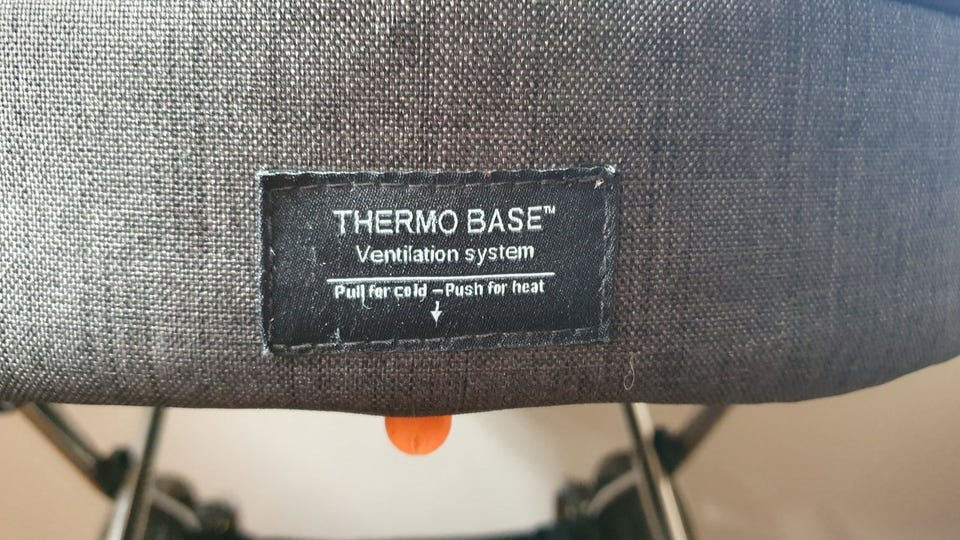 THERMO BASE™
Ventilation system
Pull for cold - Push for heat